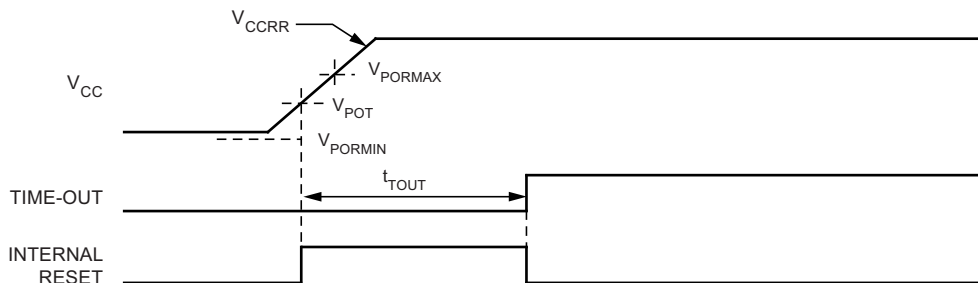 VCCRR
VCC
VPORMAX
VPOT
VPORMIN
tTOUT
TIME-OUT
INTERNAL
RESET